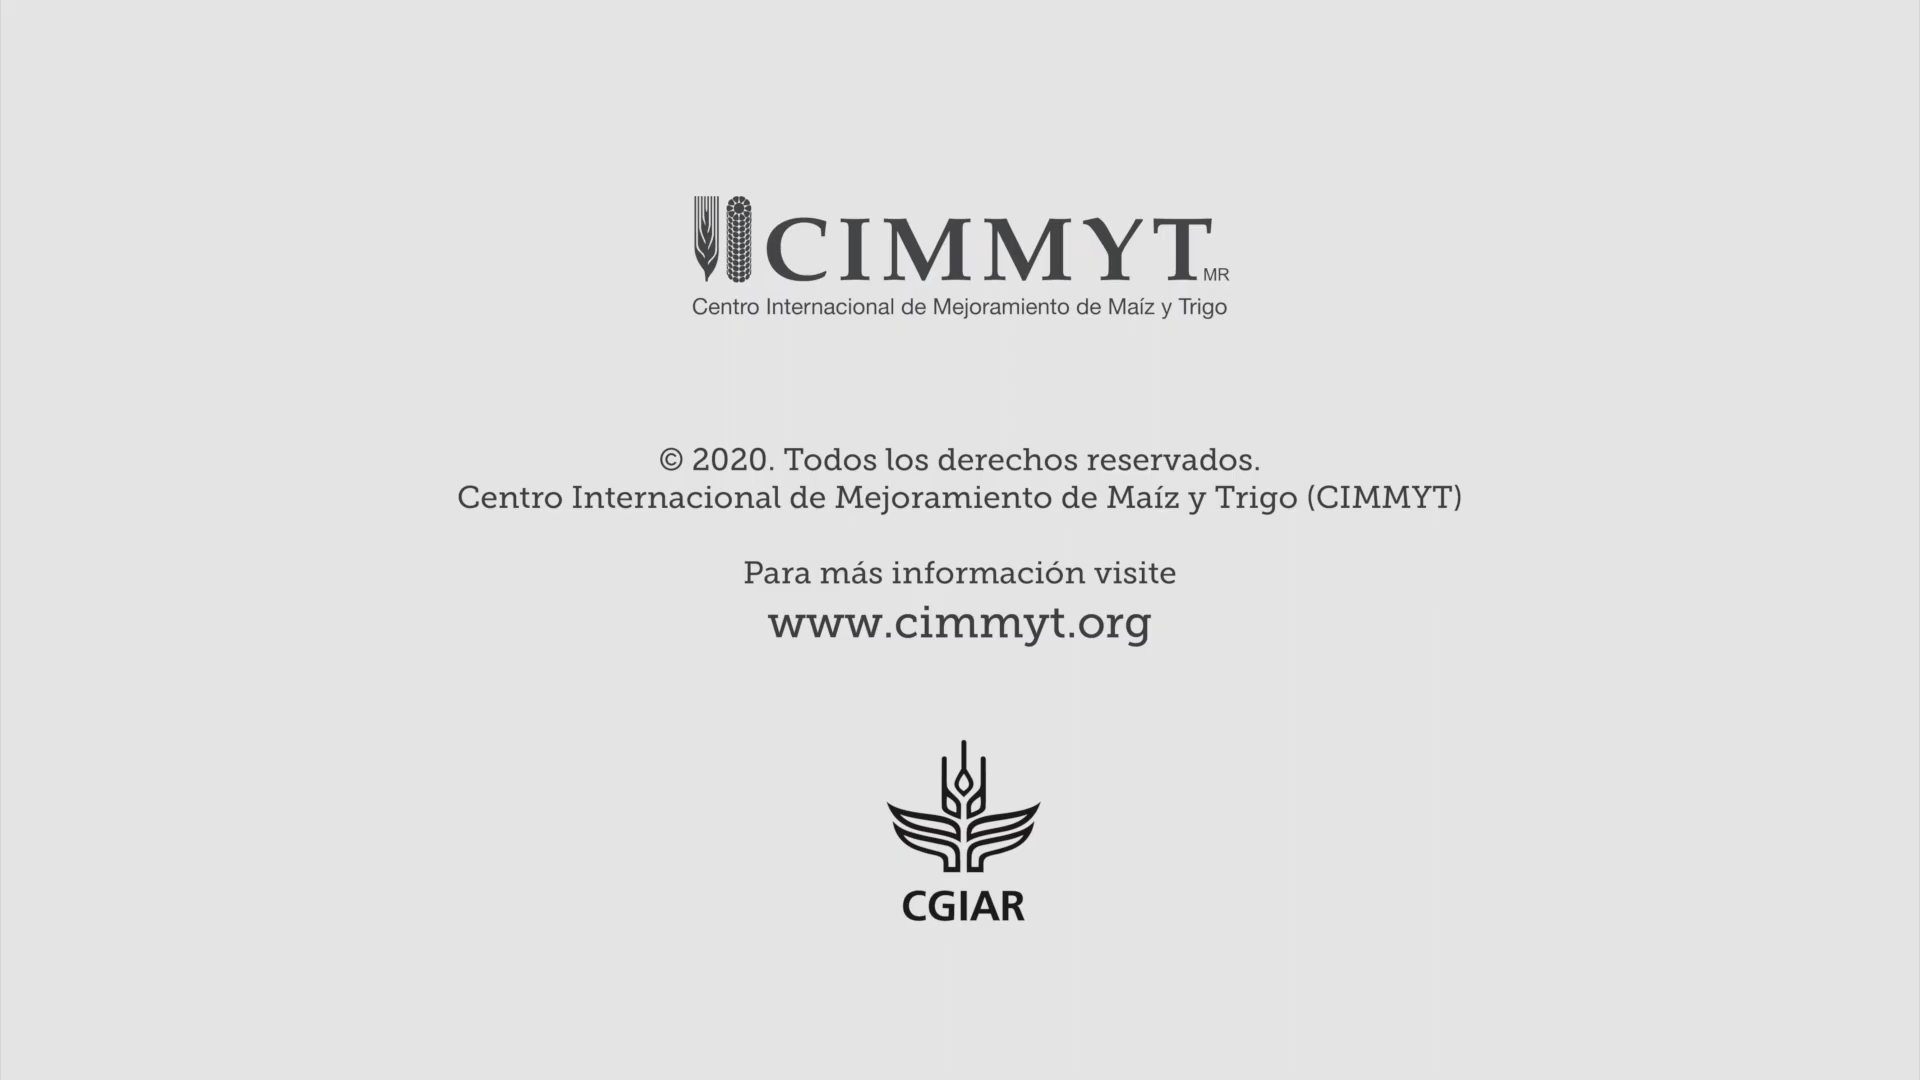 CIMMYT MR
Centro Internacional de Mejoramiento de Maíz y Trigo
© 2020. Todos los derechos reservados.
Centro Internacional de Mejoramiento de Maíz y Trigo (CIMMYT)
Para más información visite
www.cimmyt.org
CGIAR